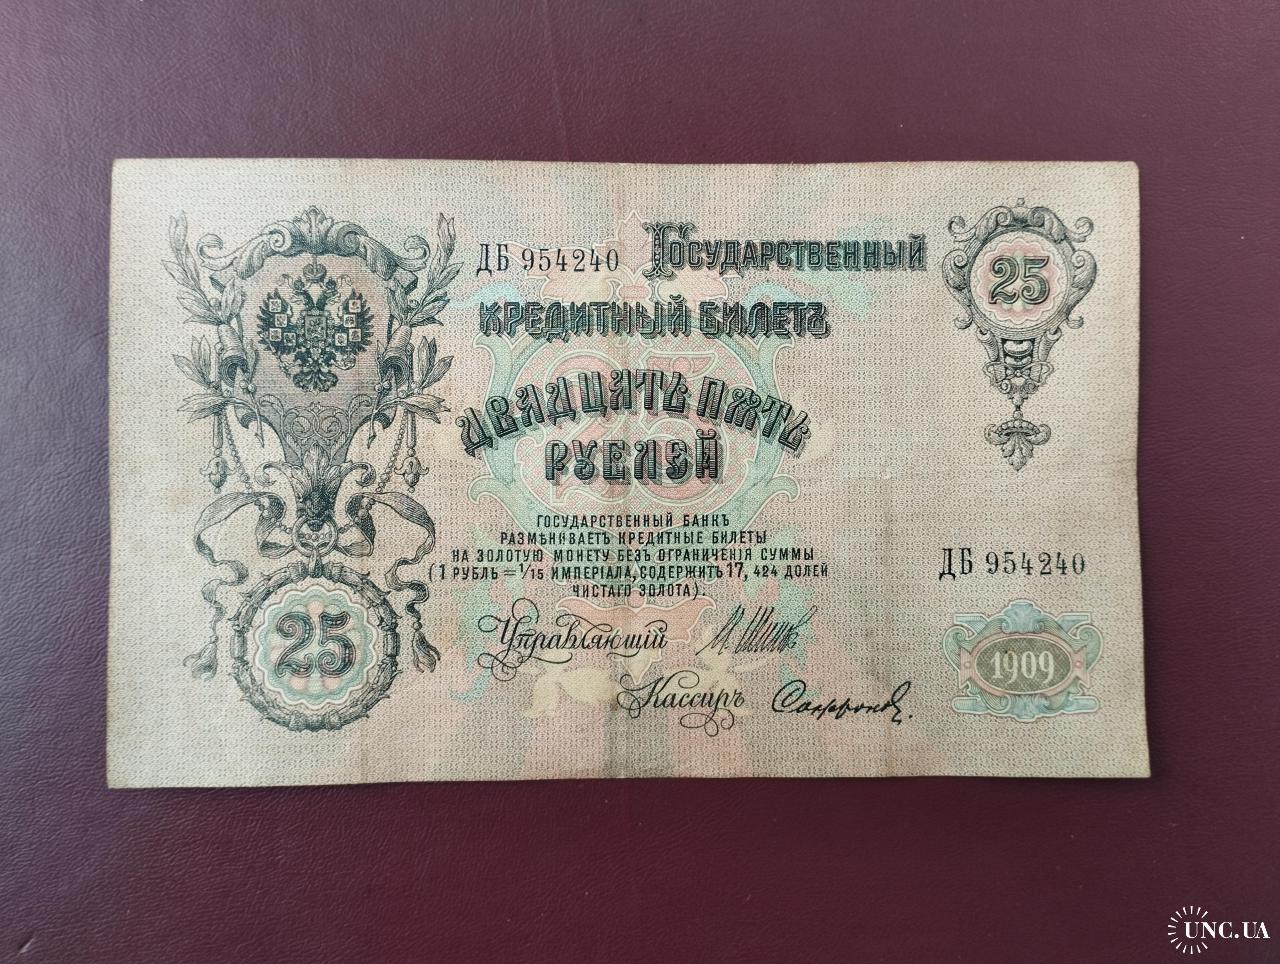 ДБ 954240 Государственный
25
кредитный билетъ
двадцать пять
рублей
Государственный банкъ
размѣниваетъ кредитные билеты
на золотую монету безъ ограниченія суммы
(1 рубль = 1/15 имперіала, содержитъ 17, 424 долей
чистаго золота).
ДБ 954240
25
Управляющій
Кассиръ
1909
UNC.UA